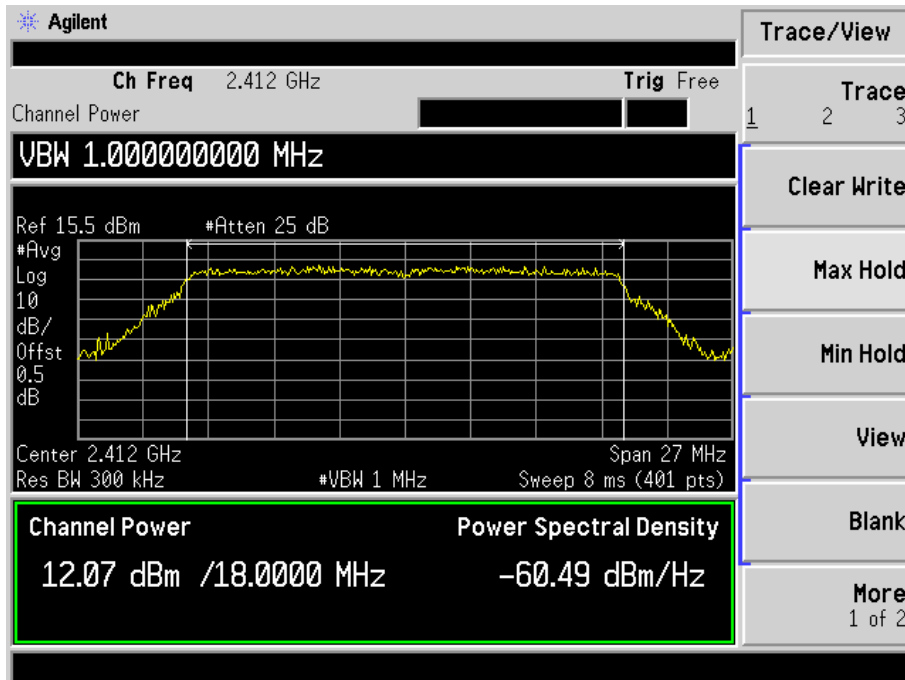 Agilent
Trace/View
Ch Freq 2.412 GHz Trig Free
Channel Power
VBW 1.000000000 MHz
Ref 15.5 dBm #Atten 25 dB
#Avg
Log
10
dB/
Offst
0.5
dB
Center 2.412 GHz Span 27 MHz
Res BW 300 kHz #VBW 1 MHz Sweep 8 ms (401 pts)
Channel Power Power Spectral Density
12.07 dBm /18.0000 MHz -60.49 dBm/Hz
Trace
1 2 3
Clear Write
Max Hold
Min Hold
View
Blank
More
1 of 2